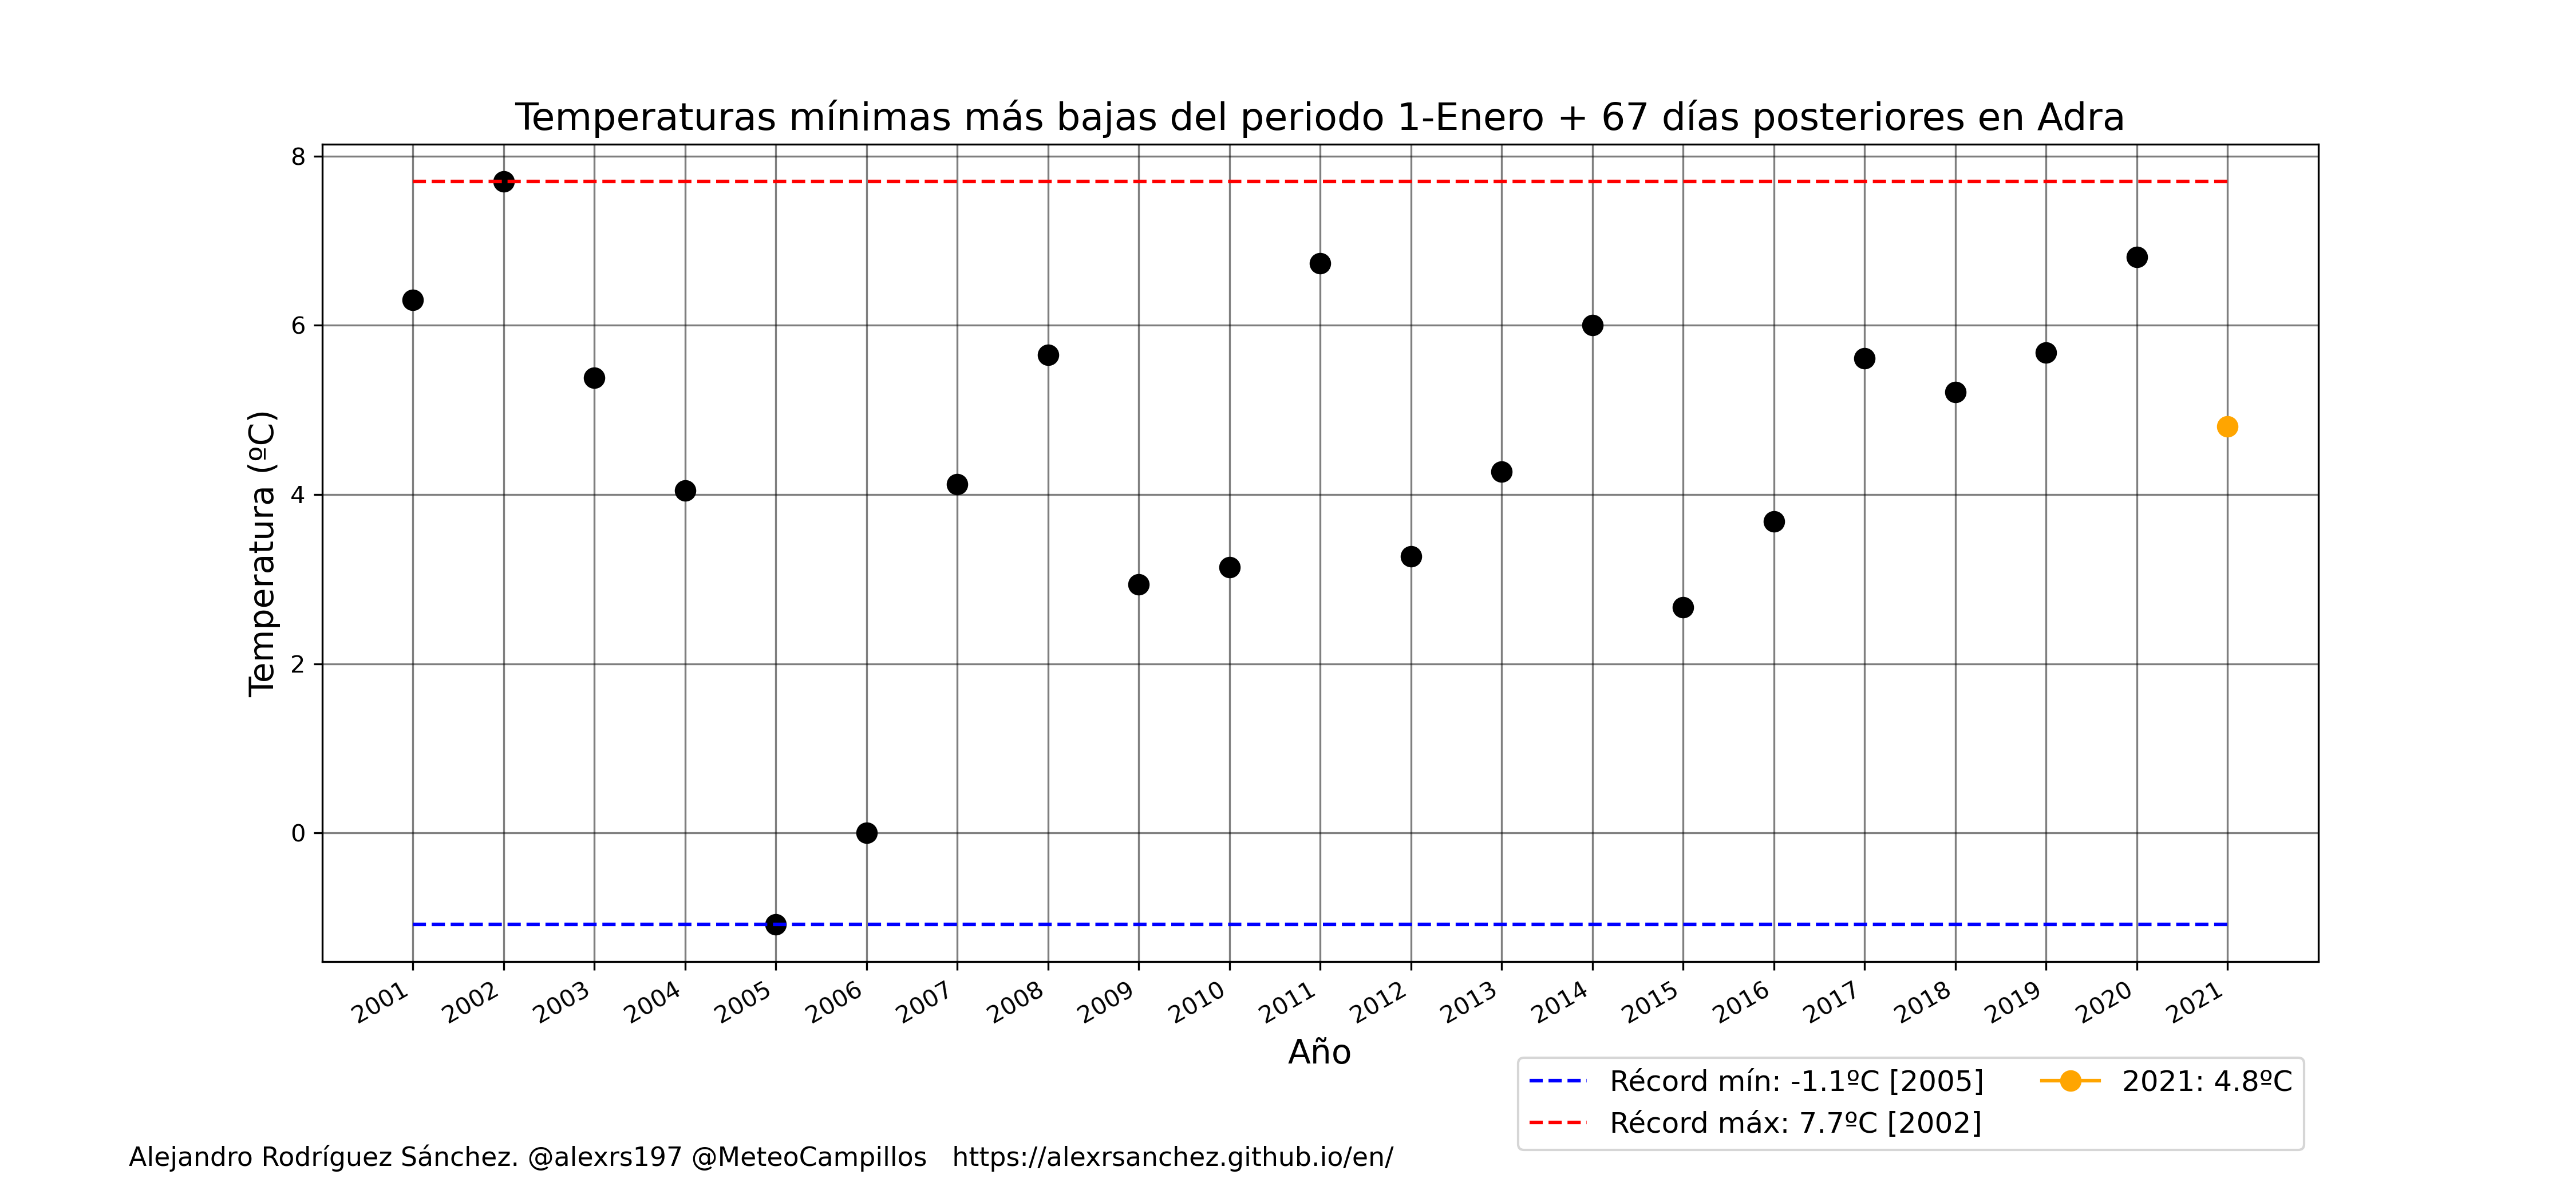 Temperaturas mínimas más bajas del periodo 1-Enero + 67 días posteriores en Adra
Temperatura (ºC)
8
6
4
2
0
2001 2002 2003 2004 2005 2006 2007 2008 2009 2010 2011 2012 2013 2014 2015 2016 2017 2018 2019 2020 2021
Año
Récord mín: -1.1ºC [2005]
Récord máx: 7.7ºC [2002]
2021: 4.8ºC
Alejandro Rodríguez Sánchez. @alexrs197 @MeteoCampillos https://alexrsanchez.github.io/en/